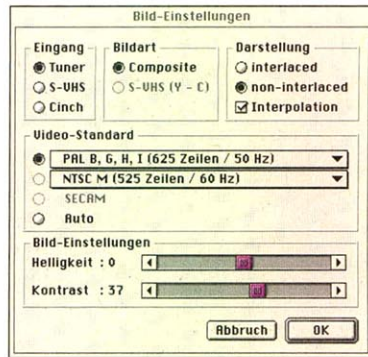 Bild-Einstellungen
Eingang
Tuner
S-VHS
Cinch
Bildart
Composite
S-VHS (Y - C)
Darstellung
interlaced
non-interlaced
Interpolation
Video-Standard
PAL B, G, H, I (625 Zeilen / 50 Hz)
NTSC M (525 Zeilen / 60 Hz)
SECAM
Auto
Bild-Einstellungen
Helligkeit : 0
Kontrast : 37
Abbruch
OK